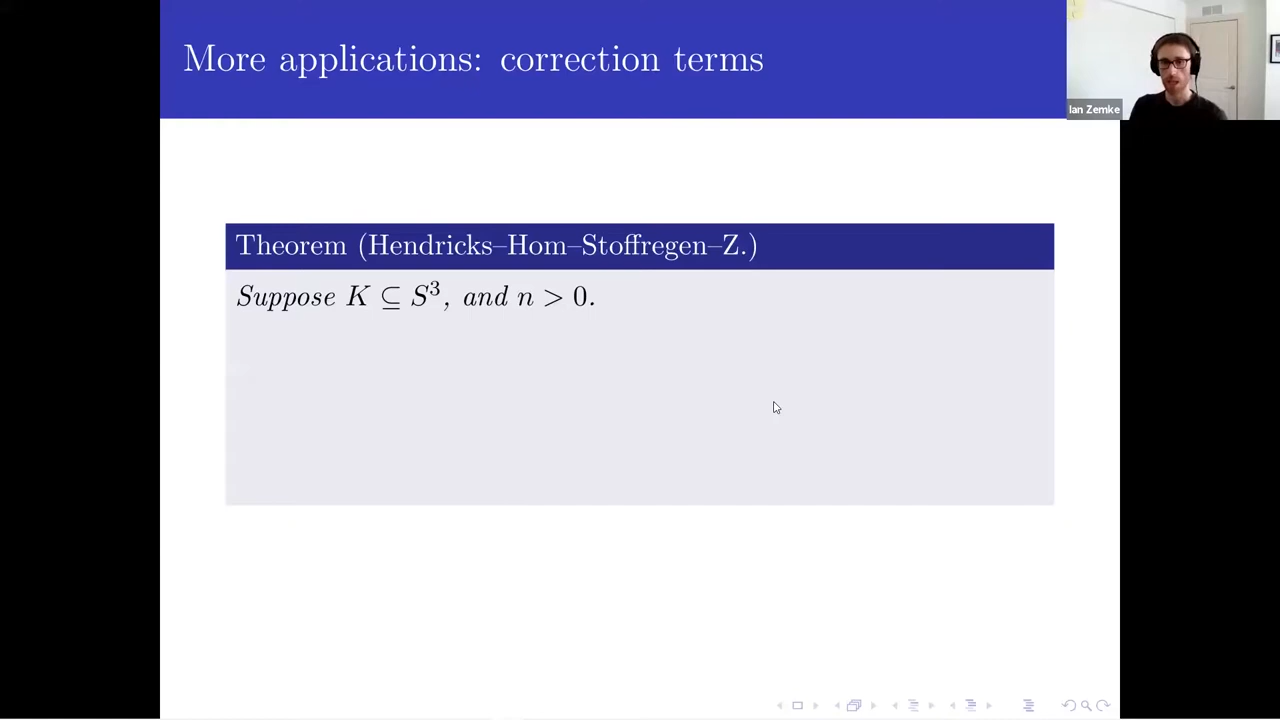 More applications: correction terms
Ian Zemke
Theorem (Hendricks–Hom–Stoffregen–Z.)
Suppose K ⊆ S³, and n > 0.